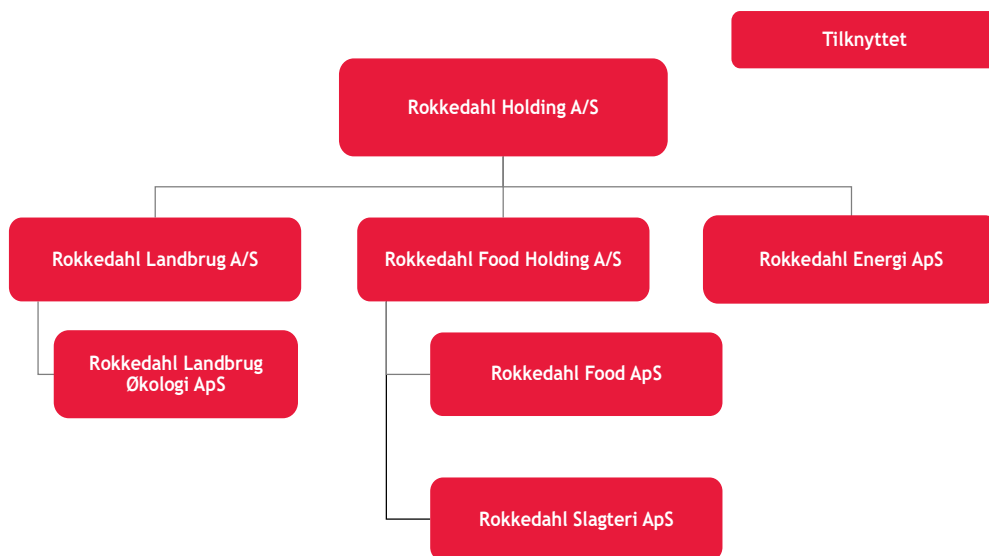 Tilknyttet
Rokkedahl Holding A/S
Rokkedahl Landbrug A/S
Rokkedahl Food Holding A/S
Rokkedahl Energi ApS
Rokkedahl Landbrug
Økologi ApS
Rokkedahl Food ApS
Rokkedahl Slagteri ApS